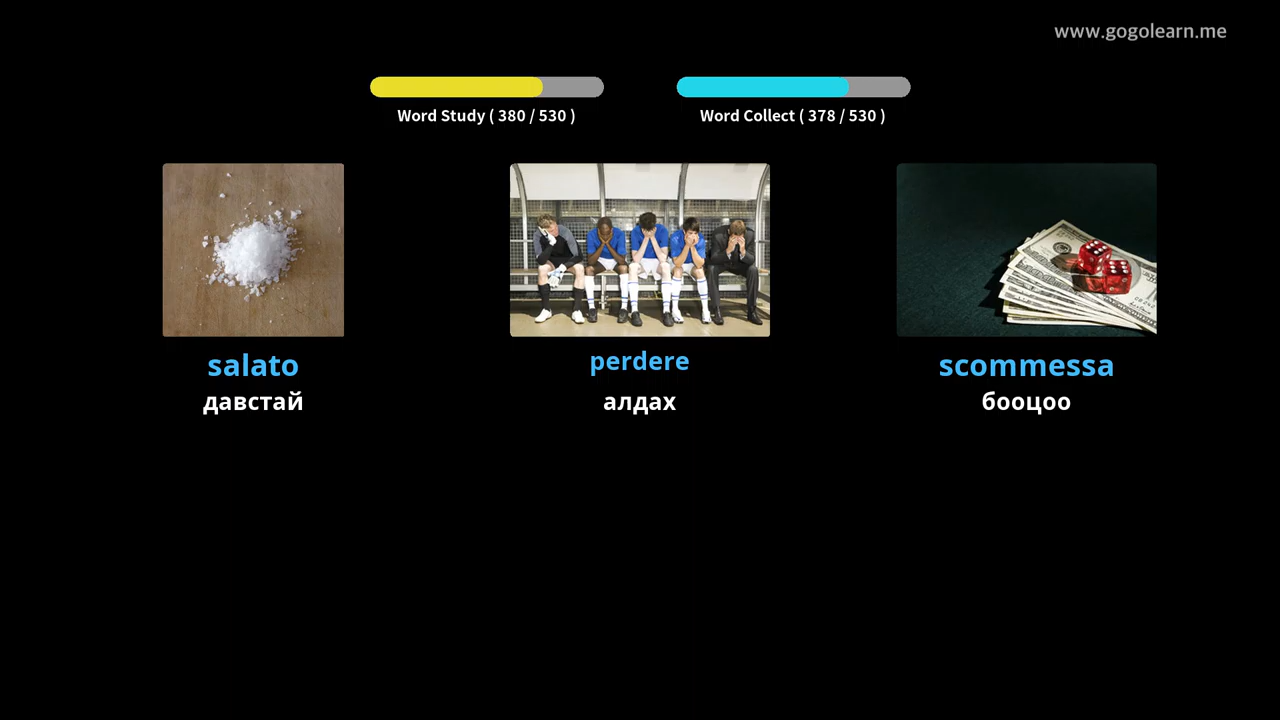 www.gogolearn.me
Word Study ( 380 / 530 )
Word Collect ( 378 / 530 )
salato
давстай
perdere
алдах
scommessa
бооцоо